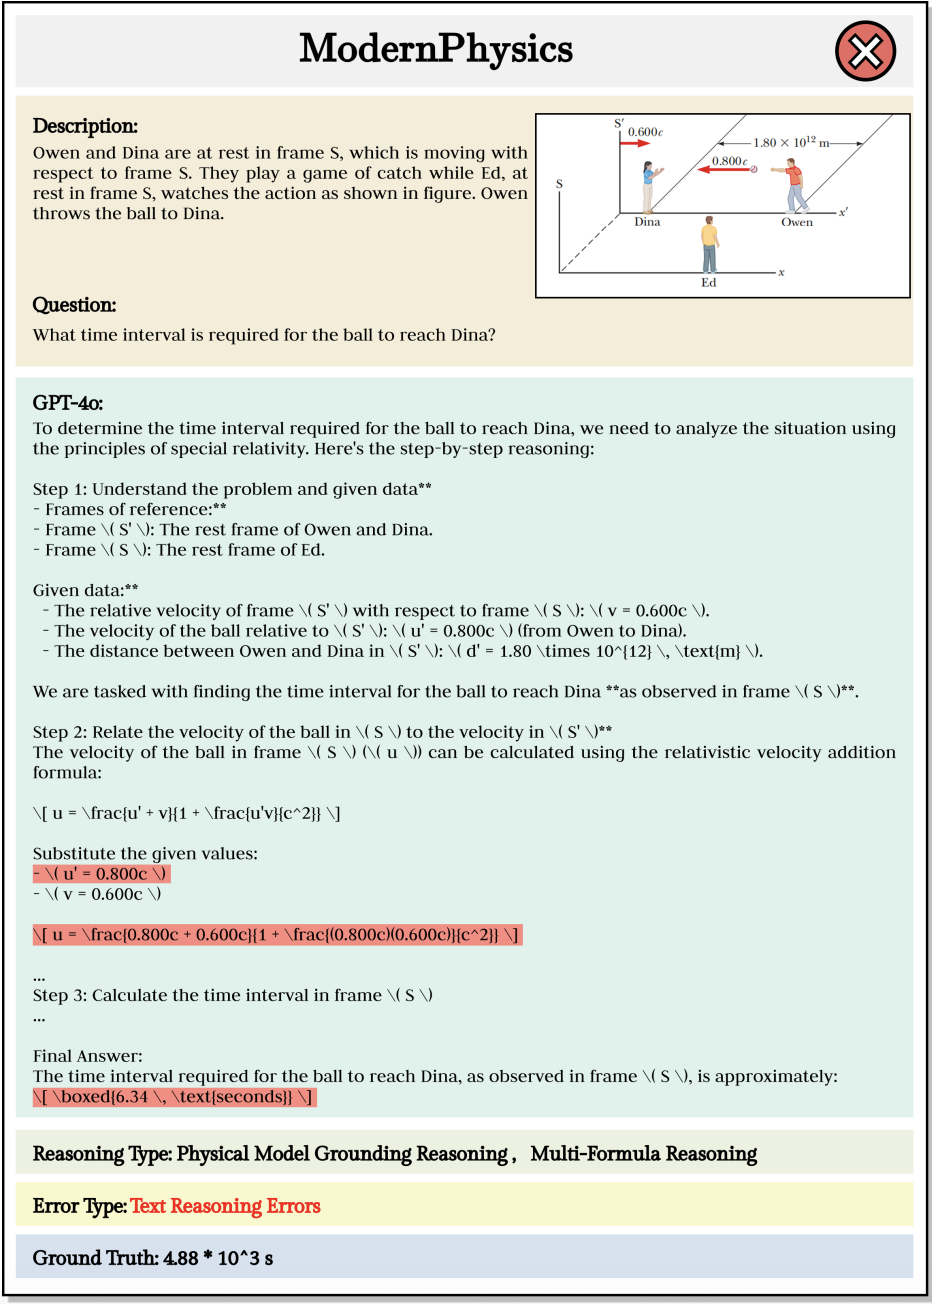 ModernPhysics
Description:
Owen and Dina are at rest in frame S, which is moving with
respect to frame S. They play a game of catch while Ed, at
rest in frame S, watches the action as shown in figure. Owen
throws the ball to Dina.
S′
0.600c
1.80 × 10¹² m
0.800c
S
x′
Dina
Owen
x
Ed
Question:
What time interval is required for the ball to reach Dina?
GPT-4o:
To determine the time interval required for the ball to reach Dina, we need to analyze the situation using
the principles of special relativity. Here's the step-by-step reasoning:
Step 1: Understand the problem and given data**
- Frames of reference:**
- Frame \( S' \): The rest frame of Owen and Dina.
- Frame \( S \): The rest frame of Ed.
Given data:**
- The relative velocity of frame \( S' \) with respect to frame \( S \): \( v = 0.600c \).
- The velocity of the ball relative to \( S' \): \( u' = 0.800c \) (from Owen to Dina).
- The distance between Owen and Dina in \( S' \): \( d' = 1.80 \times 10^{12} \, \text{m} \).
We are tasked with finding the time interval for the ball to reach Dina **as observed in frame \( S \)**.
Step 2: Relate the velocity of the ball in \( S \) to the velocity in \( S' \)**
The velocity of the ball in frame \( S \) (\( u \)) can be calculated using the relativistic velocity addition
formula:
\[ u = \frac{u' + v}{1 + \frac{u'v}{c^2}} \]
Substitute the given values:
- \( u' = 0.800c \)
- \( v = 0.600c \)
\[ u = \frac{0.800c + 0.600c}{1 + \frac{(0.800c)(0.600c)}{c^2}} \]
...
Step 3: Calculate the time interval in frame \( S \)
...
Final Answer:
The time interval required for the ball to reach Dina, as observed in frame \( S \), is approximately:
\[ \boxed{6.34 \, \text{seconds}} \]
Reasoning Type: Physical Model Grounding Reasoning , Multi-Formula Reasoning
Error Type: Text Reasoning Errors
Ground Truth: 4.88 * 10^3 s